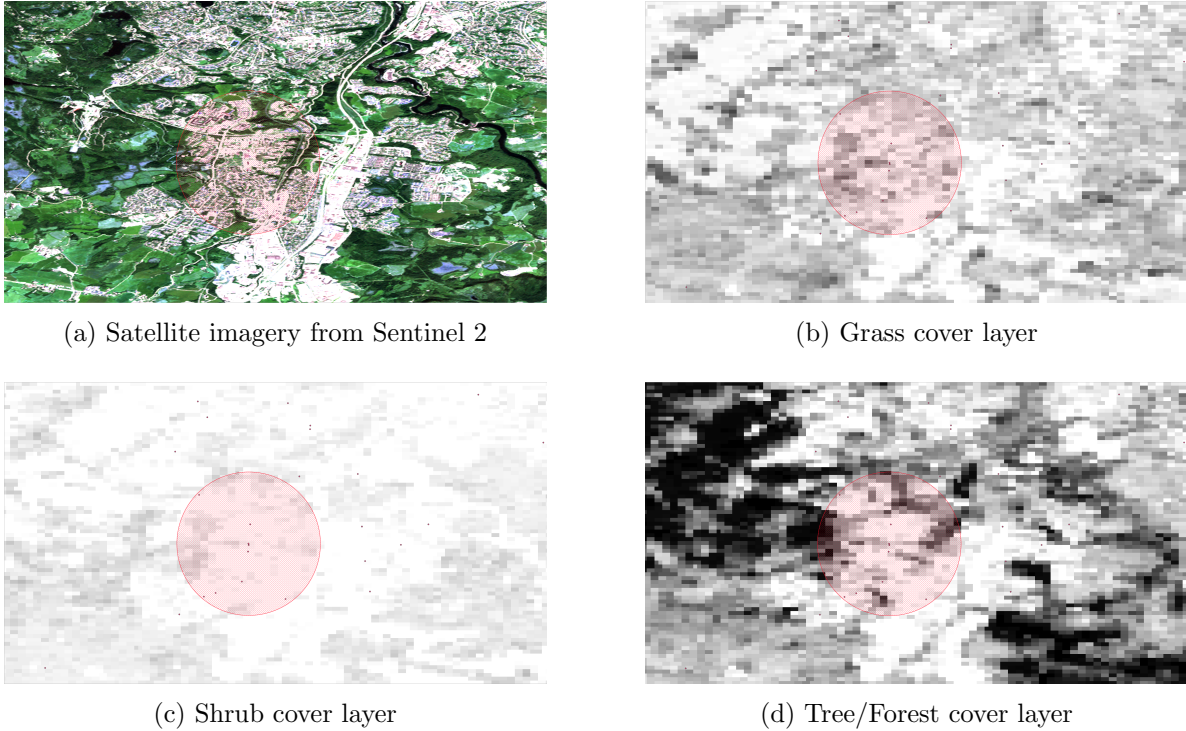 (a) Satellite imagery from Sentinel 2
(b) Grass cover layer
(c) Shrub cover layer
(d) Tree/Forest cover layer